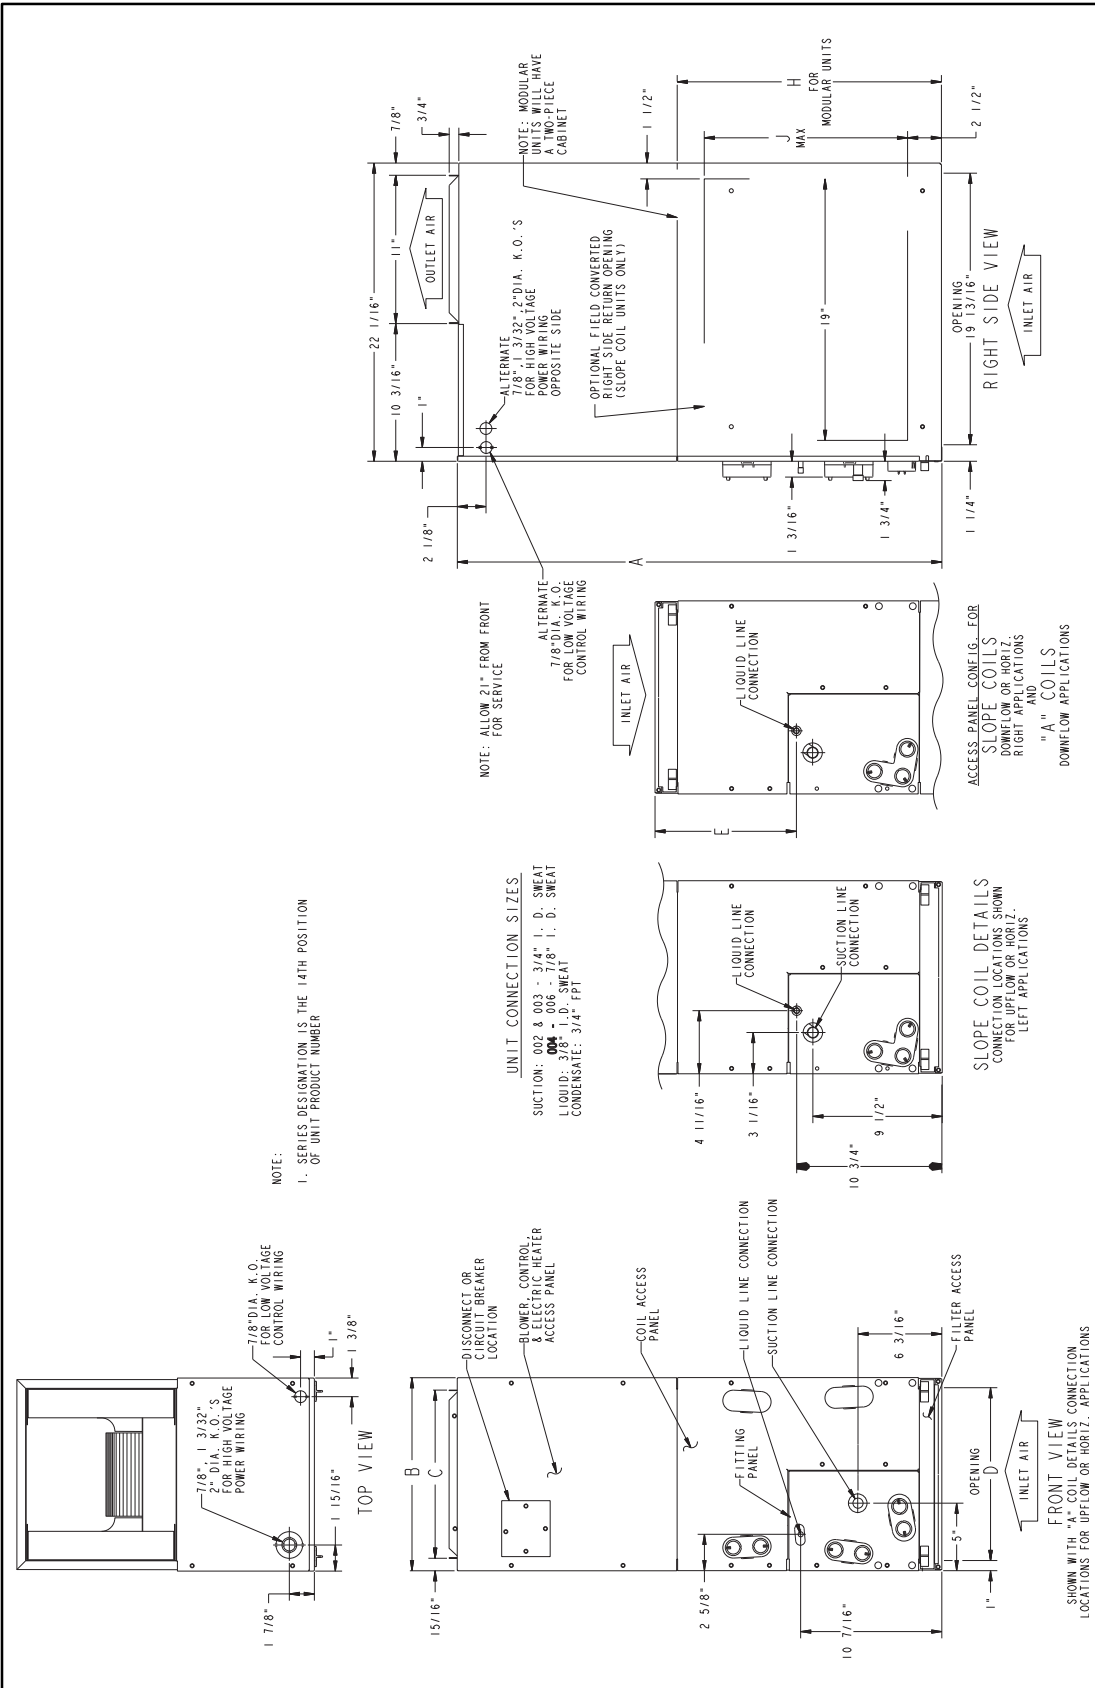 7/8", 1 3/32"
2" DIA. K.O.'S
FOR HIGH VOLTAGE
POWER WIRING
7/8"DIA. K.O.
FOR LOW VOLTAGE
CONTROL WIRING
1 7/8"
1 15/16"
1"
1 3/8"
TOP VIEW
NOTE:
1. SERIES DESIGNATION IS THE 14TH POSITION
OF UNIT PRODUCT NUMBER
B
C
15/16"
DISCONNECT OR
CIRCUIT BREAKER
LOCATION
BLOWER, CONTROL,
& ELECTRIC HEATER
ACCESS PANEL
COIL ACCESS
PANEL
LIQUID LINE CONNECTION
SUCTION LINE CONNECTION
FITTING
PANEL
2 5/8"
10 7/16"
6 3/16"
FILTER ACCESS
PANEL
5"
1"
OPENING
D
INLET AIR
FRONT VIEW
SHOWN WITH "A" COIL DETAILS CONNECTION
LOCATIONS FOR UPFLOW OR HORIZ. APPLICATIONS
UNIT CONNECTION SIZES
SUCTION: 002 & 003 - 3/4" I. D. SWEAT
004 - 006 - 7/8" I. D. SWEAT
LIQUID: 3/8" I.D. SWEAT
CONDENSATE: 3/4" FPT
4 11/16"
3 1/16"
LIQUID LINE
CONNECTION
SUCTION LINE
CONNECTION
9 1/2"
10 3/4"
SLOPE COIL DETAILS
CONNECTION LOCATIONS SHOWN
FOR UPFLOW OR HORIZ.
LEFT APPLICATIONS
NOTE: ALLOW 21" FROM FRONT
FOR SERVICE
INLET AIR
E
LIQUID LINE
CONNECTION
ACCESS PANEL CONFIG. FOR
SLOPE COILS
DOWNFLOW OR HORIZ.
RIGHT APPLICATIONS
AND
"A" COILS
DOWNFLOW APPLICATIONS
22 1/16"
7/8"
3/4"
10 3/16"
11"
1"
OUTLET AIR
2 1/8"
ALTERNATE
7/8", 1 3/32",2"DIA. K.O.'S
FOR HIGH VOLTAGE
POWER WIRING
OPPOSITE SIDE
ALTERNATE
7/8"DIA. K.O.
FOR LOW VOLTAGE
CONTROL WIRING
NOTE: MODULAR
UNITS WILL HAVE
A TWO-PIECE
CABINET
OPTIONAL FIELD CONVERTED
RIGHT SIDE RETURN OPENING
(SLOPE COIL UNITS ONLY)
1 1/2"
H
FOR
MODULAR UNITS
J
MAX
A
19"
1 3/16"
1 3/4"
2 1/2"
1 1/4"
OPENING
19 13/16"
RIGHT SIDE VIEW
INLET AIR